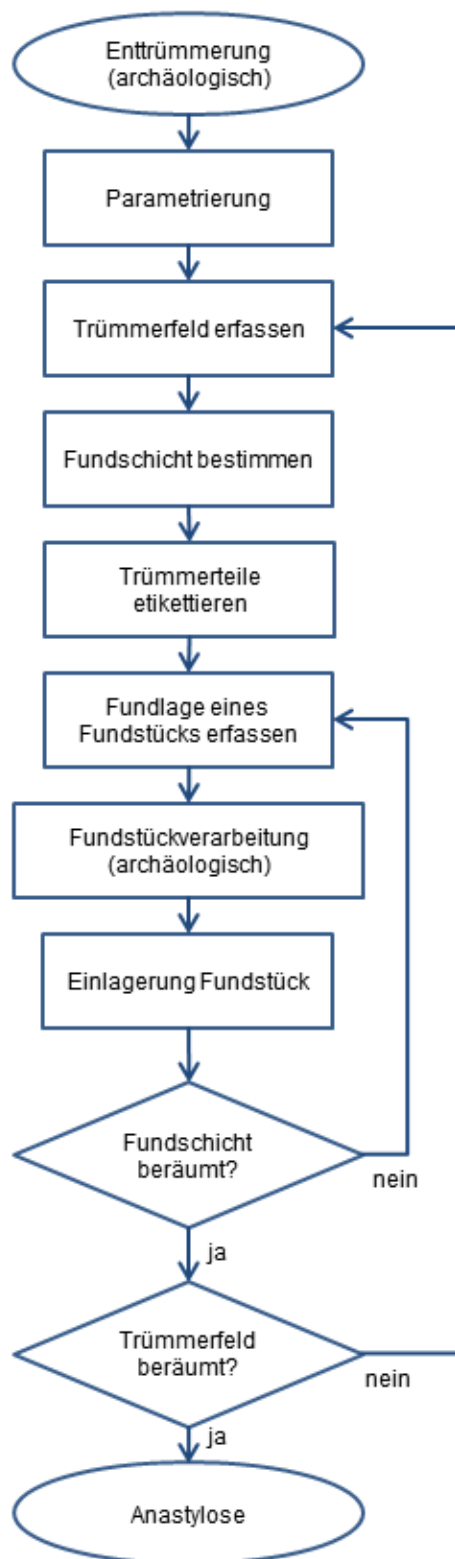 Enttrümmerung
(archäologisch)
Parametrierung
Trümmerfeld erfassen
Fundschicht bestimmen
Trümmerteile
etikettieren
Fundlage eines
Fundstücks erfassen
Fundstückverarbeitung
(archäologisch)
Einlagerung Fundstück
Fundschicht
beräumt?
nein
ja
Trümmerfeld
beräumt?
nein
ja
Anastylose